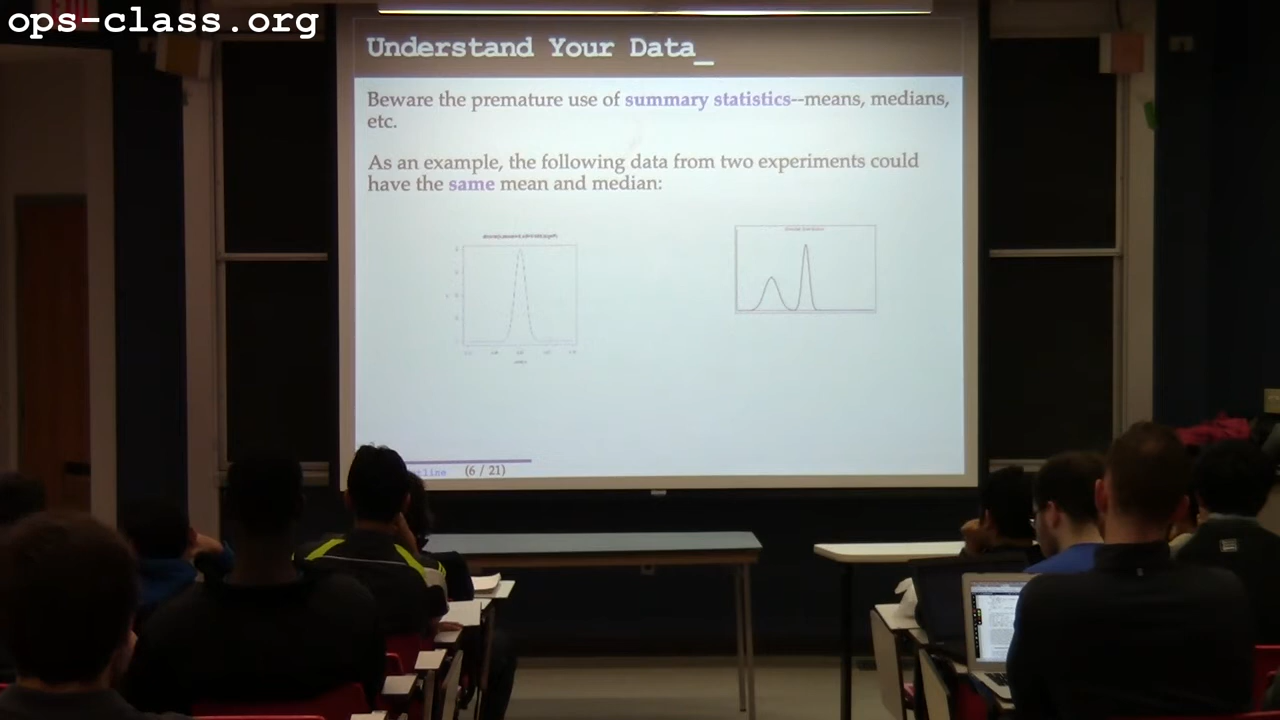 ops-class.org
Understand Your Data_
Beware the premature use of summary statistics--means, medians,
etc.
As an example, the following data from two experiments could
have the same mean and median:
(6 / 21)